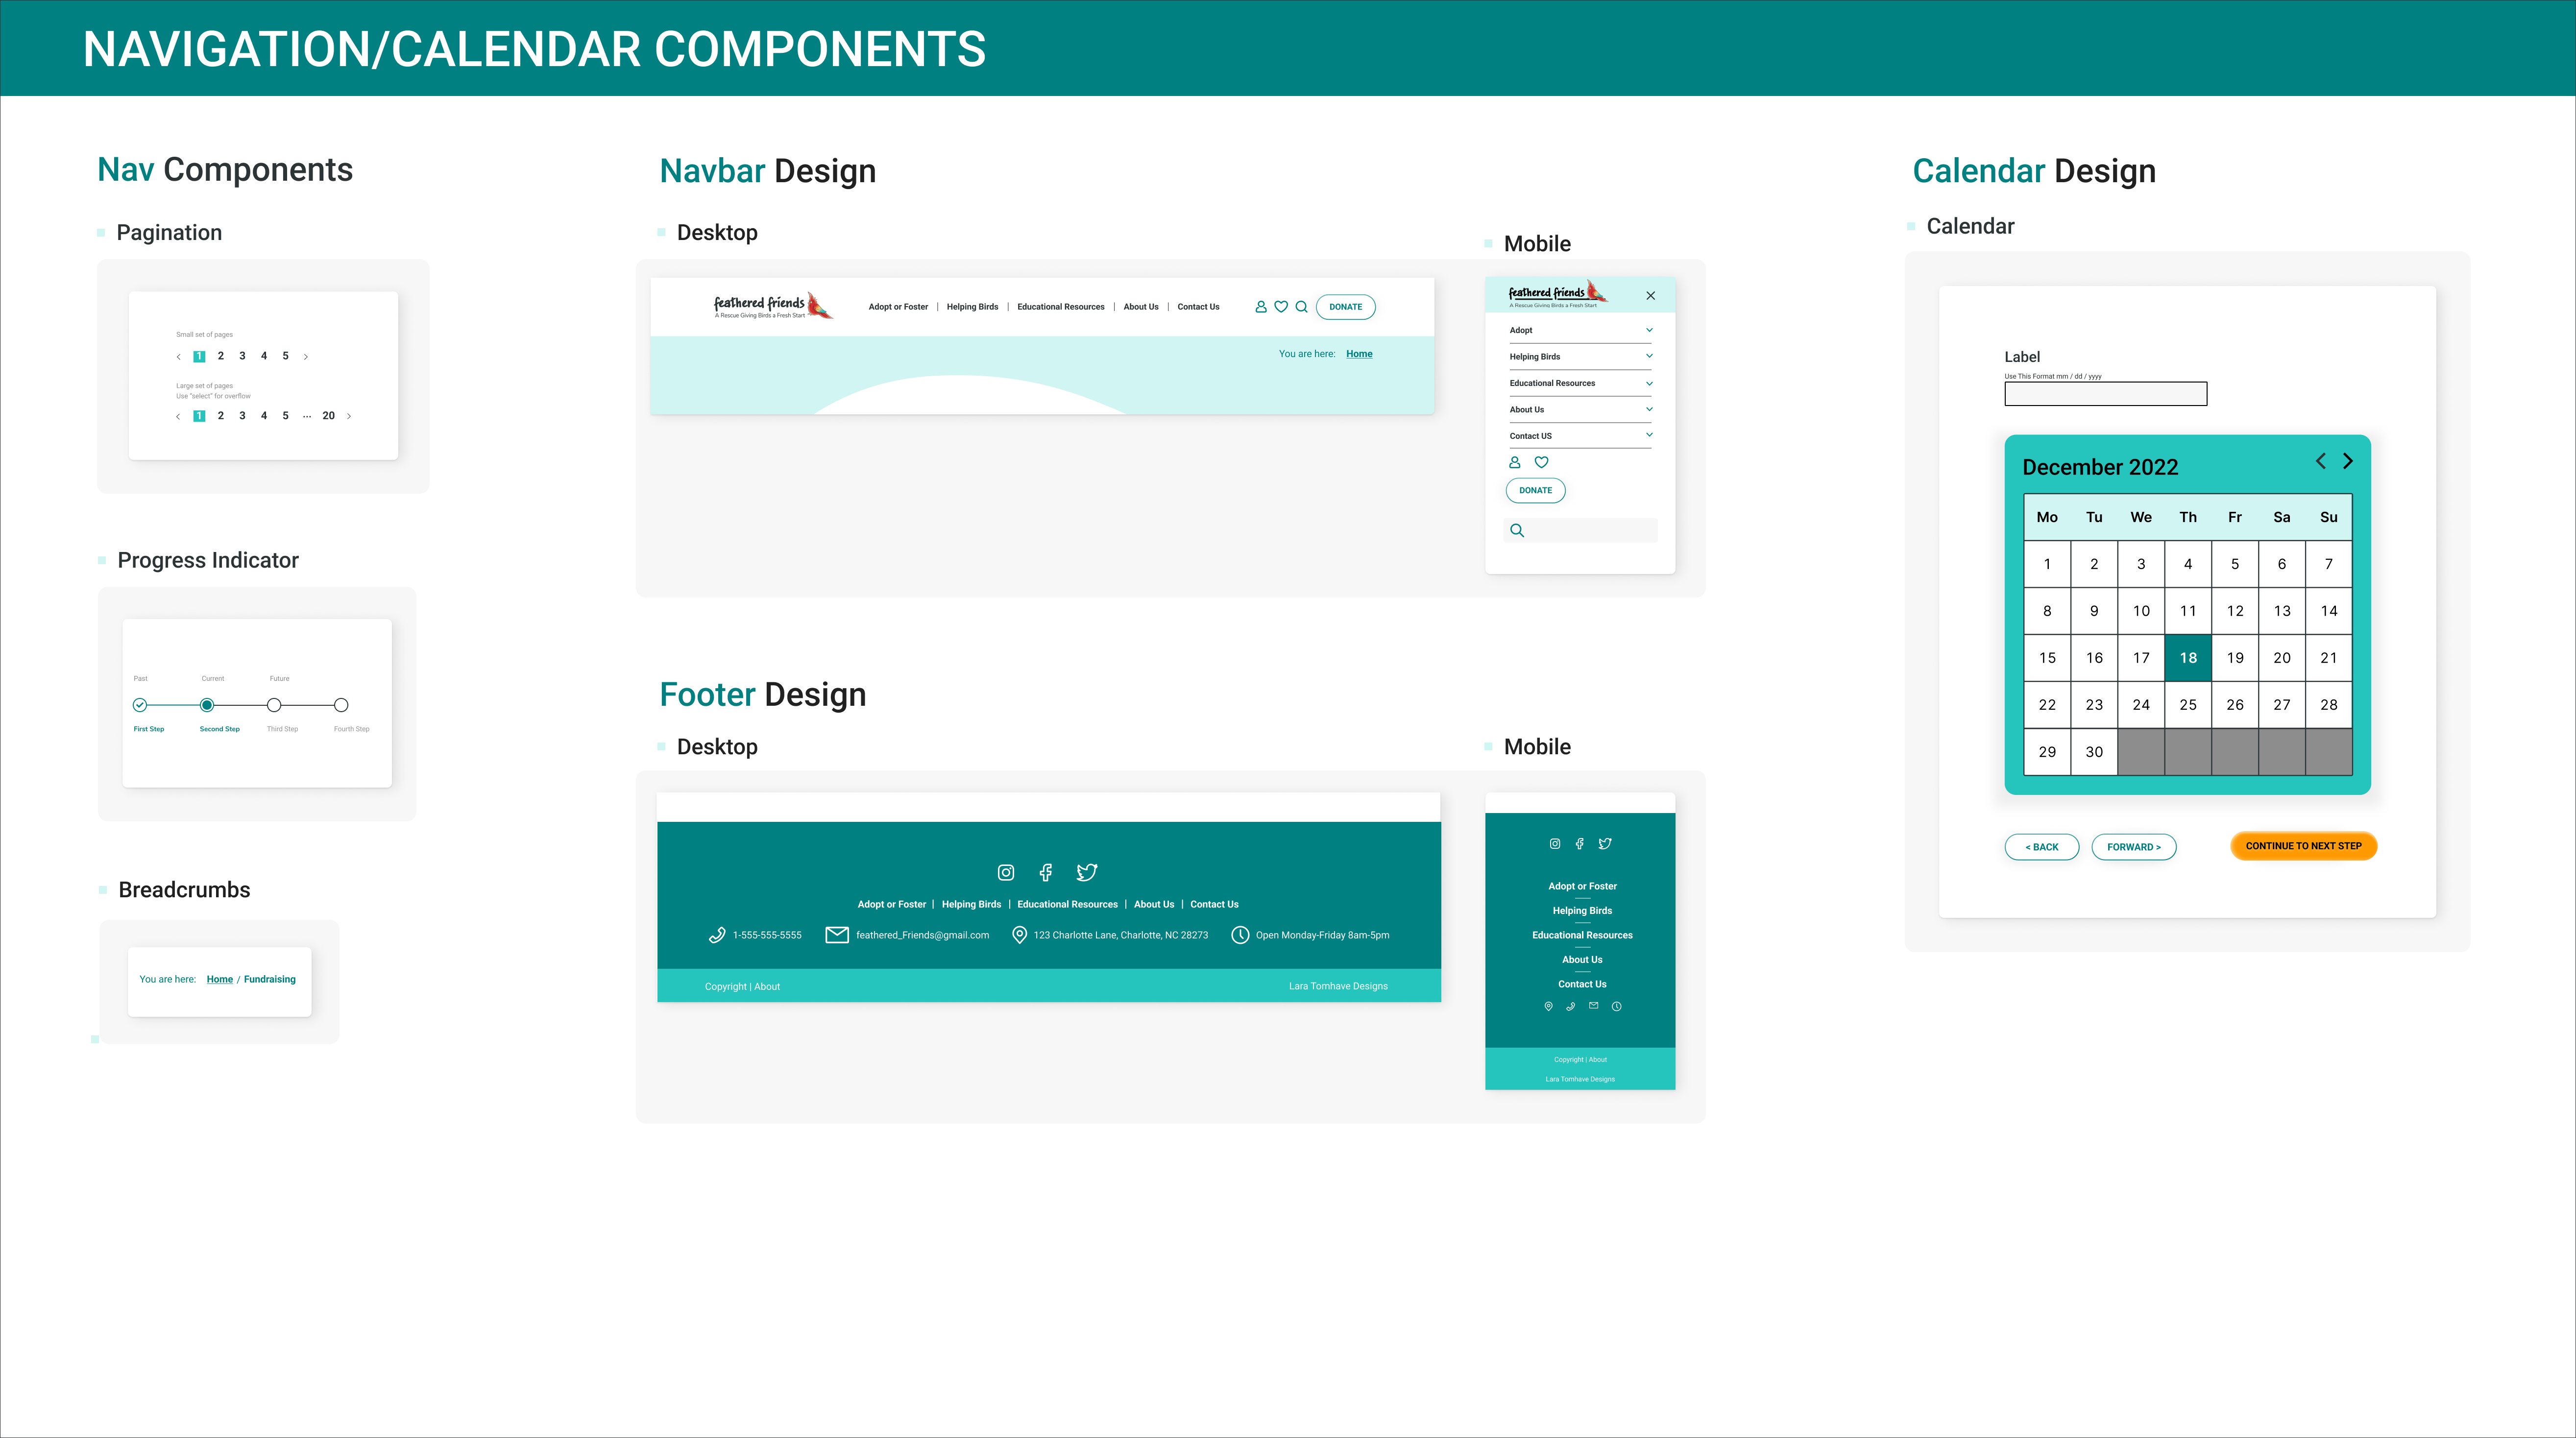 NAVIGATION/CALENDAR COMPONENTS
Nav Components
Pagination
Small set of pages
< 1 2 3 4 5 >
Large set of pages
Use "select" for overflow
< 1 2 3 4 5 ... 20 >
Progress Indicator
Past Current Future
First Step Second Step Third Step Fourth Step
Breadcrumbs
You are here: Home / Fundraising
Navbar Design
Desktop
feathered friends
A Rescue Giving Birds a Fresh Start
Adopt or Foster | Helping Birds | Educational Resources | About Us | Contact Us
DONATE
You are here: Home
Mobile
feathered friends
A Rescue Giving Birds a Fresh Start
Adopt
Helping Birds
Educational Resources
About Us
Contact US
DONATE
Footer Design
Desktop
Adopt or Foster | Helping Birds | Educational Resources | About Us | Contact Us
1-555-555-5555 feathered_Friends@gmail.com 123 Charlotte Lane, Charlotte, NC 28273 Open Monday-Friday 8am-5pm
Copyright | About Lara Tomhave Designs
Mobile
Adopt or Foster
Helping Birds
Educational Resources
About Us
Contact Us
Copyright | About
Lara Tomhave Designs
Calendar Design
Calendar
Label
Use This Format mm / dd / yyyy
December 2022 < >
Mo Tu We Th Fr Sa Su
1 2 3 4 5 6 7
8 9 10 11 12 13 14
15 16 17 18 19 20 21
22 23 24 25 26 27 28
29 30
< BACK FORWARD > CONTINUE TO NEXT STEP